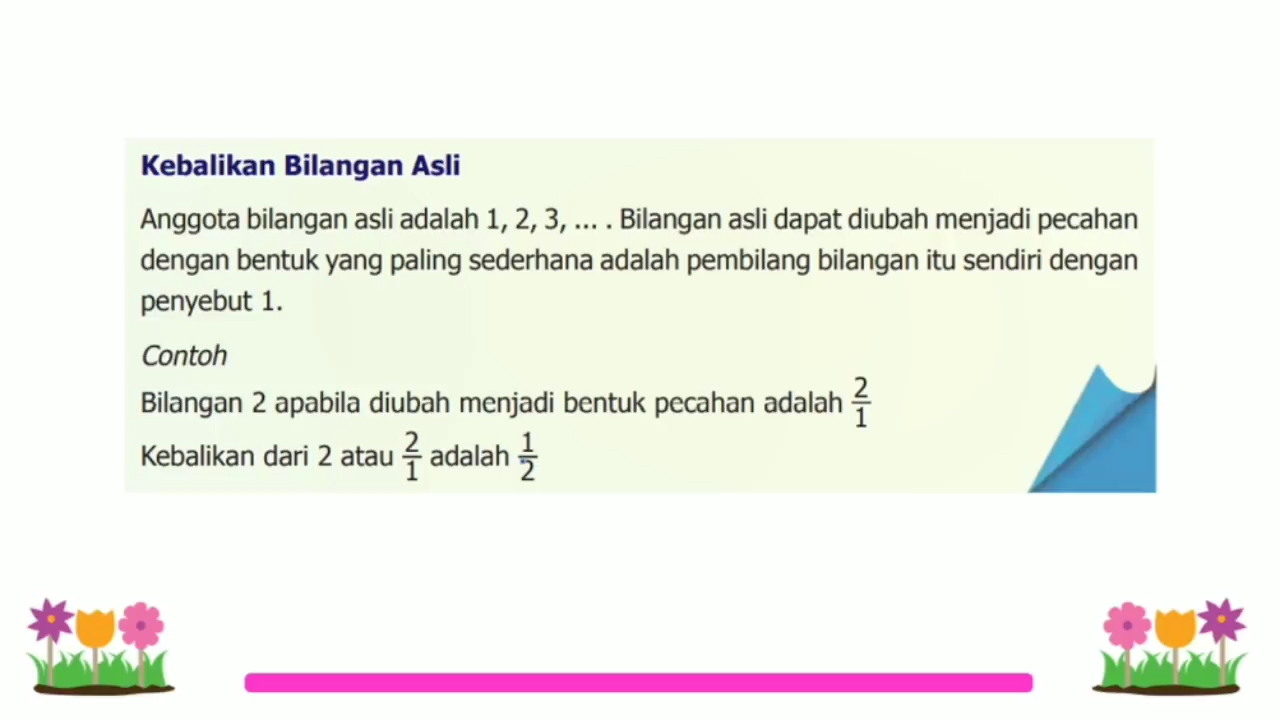 Kebalikan Bilangan Asli
Anggota bilangan asli adalah 1, 2, 3, ... . Bilangan asli dapat diubah menjadi pecahan
dengan bentuk yang paling sederhana adalah pembilang bilangan itu sendiri dengan
penyebut 1.
Contoh
Bilangan 2 apabila diubah menjadi bentuk pecahan adalah 2/1
Kebalikan dari 2 atau 2/1 adalah 1/2